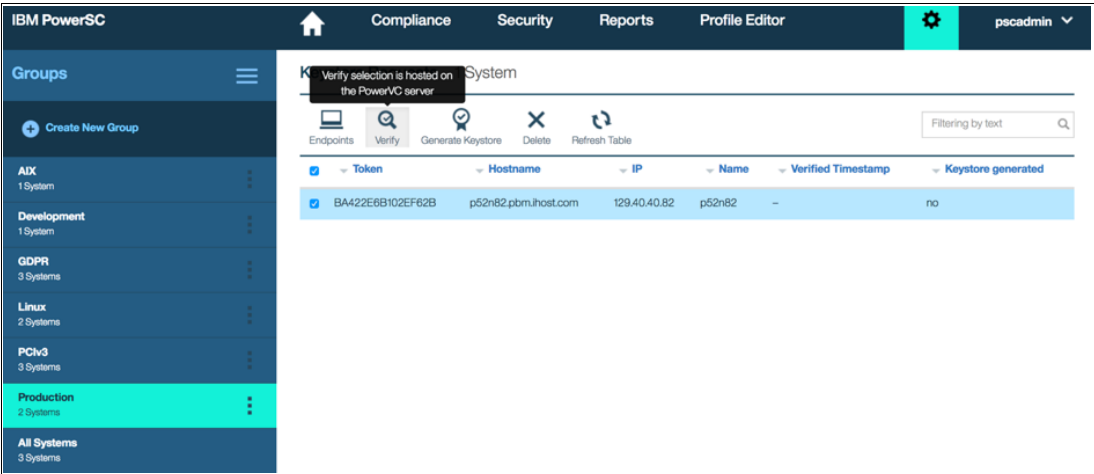 IBM PowerSC
Compliance
Security
Reports
Profile Editor
pscadmin
Groups
Create New Group
AIX
1 System
Development
1 System
GDPR
3 Systems
Linux
2 Systems
PCIv3
3 Systems
Production
2 Systems
All Systems
3 Systems
System
Verify selection is hosted on
the PowerVC server
Endpoints
Verify
Generate Keystore
Delete
Refresh Table
Filtering by text
Token
Hostname
IP
Name
Verified Timestamp
Keystore generated
BA422E6B102EF62B
p52n82.pbm.ihost.com
129.40.40.82
p52n82
–
no